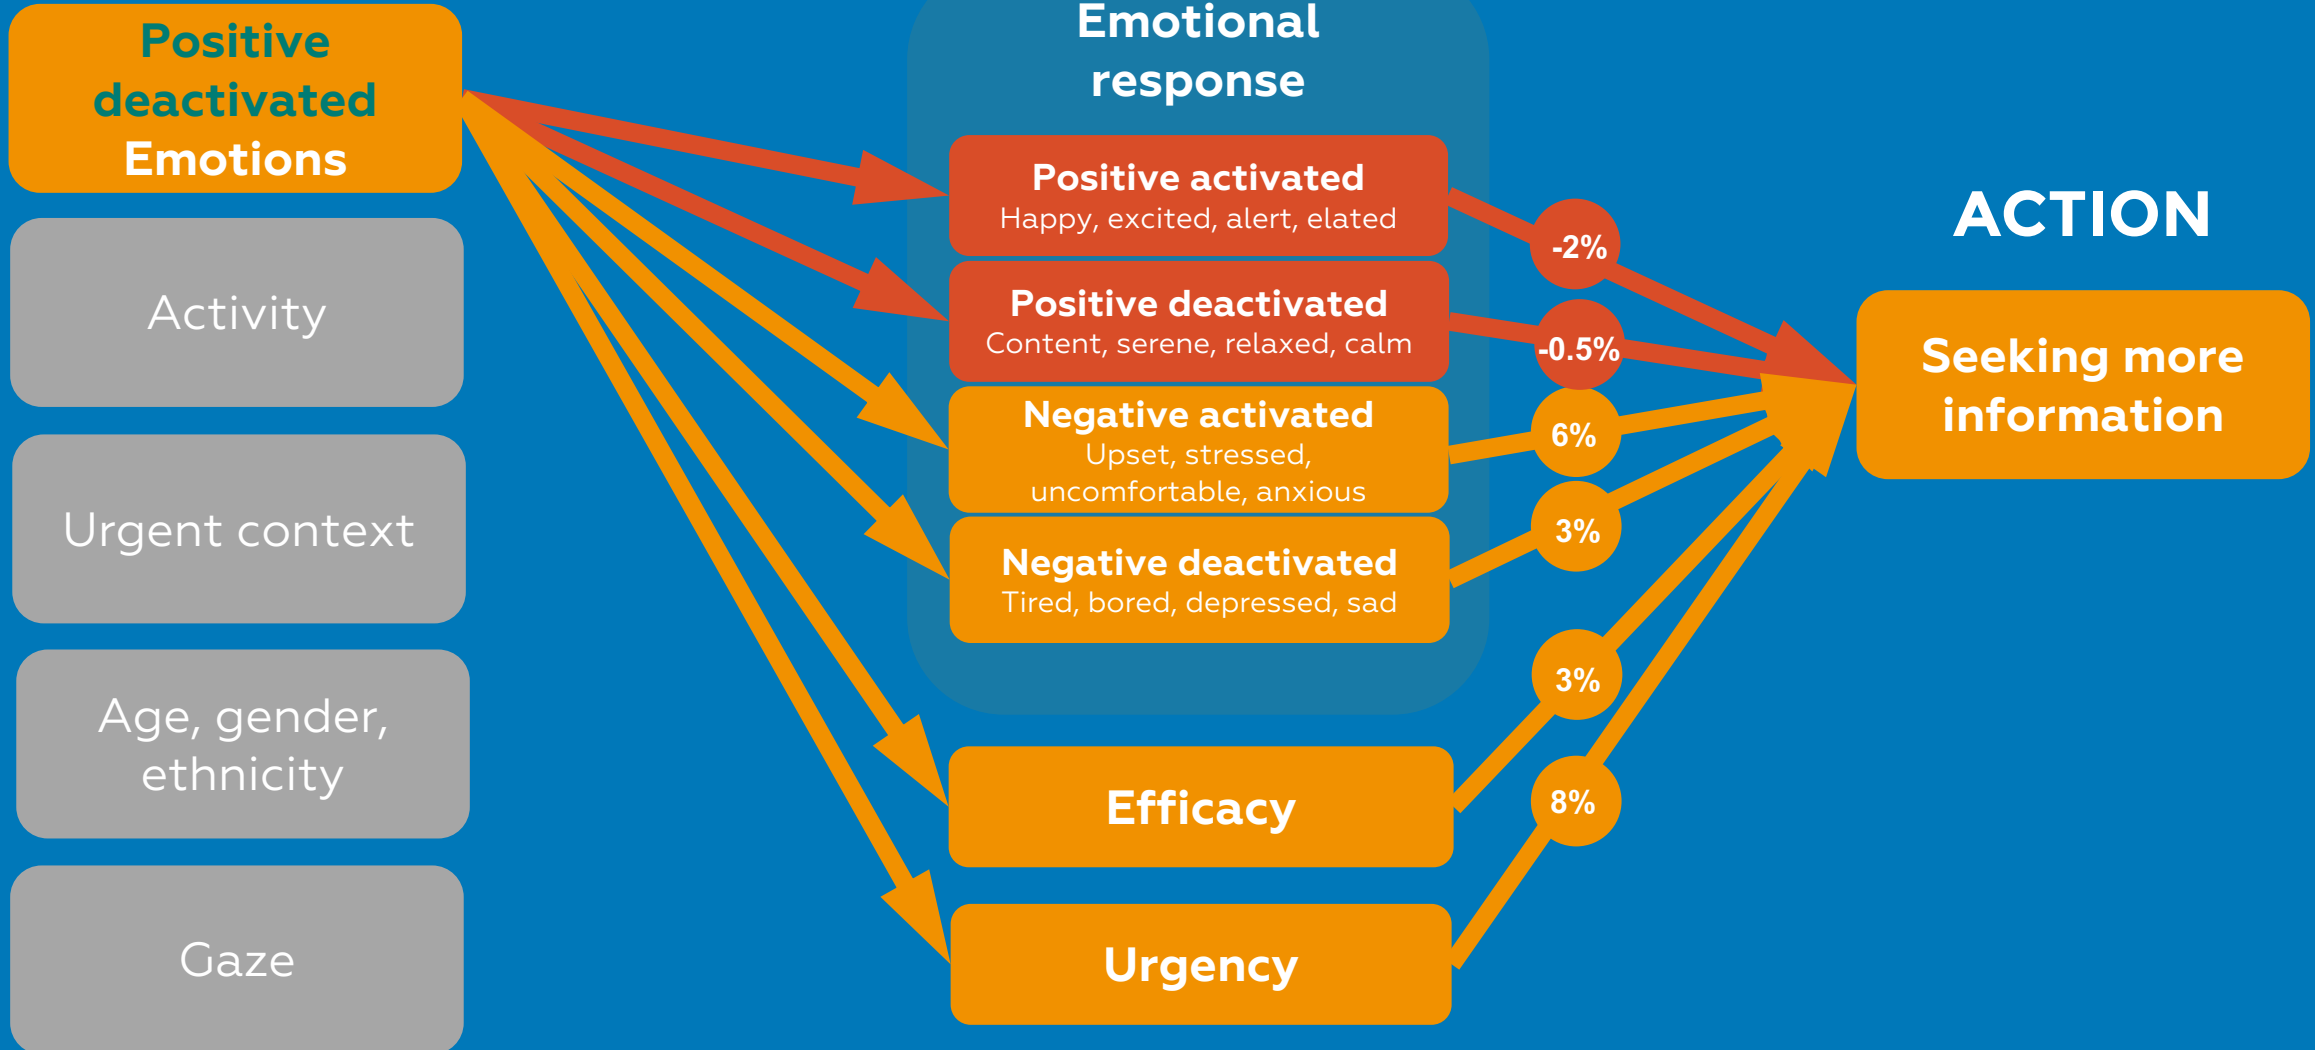 Positive
deactivated
Emotions
Activity
Urgent context
Age, gender,
ethnicity
Gaze
Emotional
response
Positive activated
Happy, excited, alert, elated
Positive deactivated
Content, serene, relaxed, calm
Negative activated
Upset, stressed,
uncomfortable, anxious
Negative deactivated
Tired, bored, depressed, sad
Efficacy
Urgency
-2%
-0.5%
6%
3%
3%
8%
ACTION
Seeking more
information